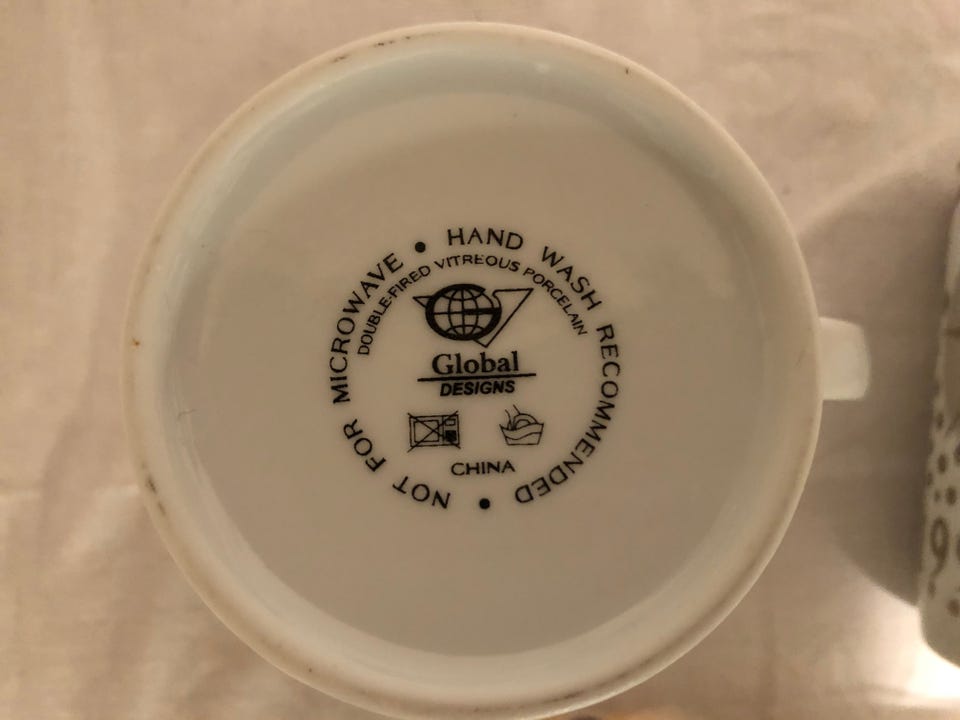 NOT FOR MICROWAVE • HAND WASH RECOMMENDED •
DOUBLE-FIRED VITREOUS PORCELAIN
Global
DESIGNS
CHINA